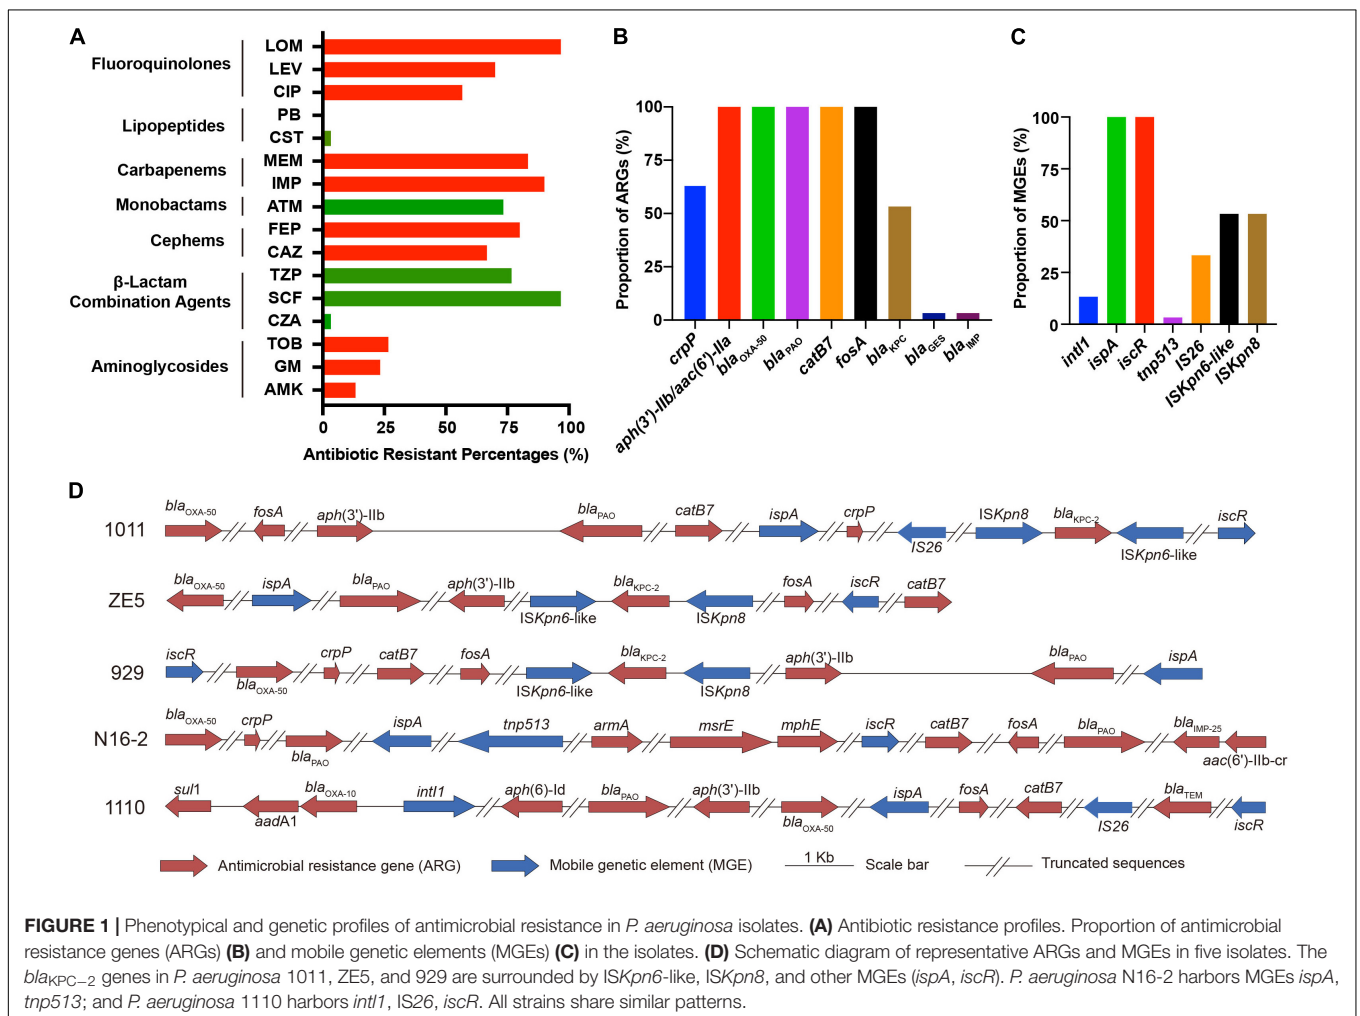 A
Fluoroquinolones
LOM
LEV
CIP
Lipopeptides
PB
CST
Carbapenems
MEM
IMP
Monobactams
ATM
Cephems
FEP
CAZ
β-Lactam
Combination Agents
TZP
SCF
CZA
Aminoglycosides
TOB
GM
AMK
0 25 50 75 100
Antibiotic Resistant Percentages (%)
B
Proportion of ARGs (%)
100
75
50
25
0
crpP
aph(3')-IIb/aac(6')-IIa
blaOXA-50
blaPAO
catB7
fosA
blaKPC
blaGES
blaIMP
C
Proportion of MGEs (%)
100
75
50
25
0
intl1
ispA
iscR
tnp513
IS26
ISKpn6-like
ISKpn8
D
1011
blaOXA-50 fosA aph(3')-IIb blaPAO catB7 ispA crpP IS26 ISKpn8 blaKPC-2 ISKpn6-like iscR
ZE5
blaOXA-50 ispA blaPAO aph(3')-IIb ISKpn6-like blaKPC-2 ISKpn8 fosA iscR catB7
929
iscR blaOXA-50 crpP catB7 fosA ISKpn6-like blaKPC-2 ISKpn8 aph(3')-IIb blaPAO ispA
N16-2
blaOXA-50 crpP blaPAO ispA tnp513 armA msrE mphE iscR catB7 fosA blaPAO blaIMP-25 aac(6')-IIb-cr
1110
sul1 aadA1 blaOXA-10 intl1 aph(6)-Id blaPAO aph(3')-IIb blaOXA-50 ispA fosA catB7 IS26 blaTEM iscR
Antimicrobial resistance gene (ARG) Mobile genetic element (MGE) 1 Kb Scale bar Truncated sequences
FIGURE 1 | Phenotypical and genetic profiles of antimicrobial resistance in P. aeruginosa isolates. (A) Antibiotic resistance profiles. Proportion of antimicrobial
resistance genes (ARGs) (B) and mobile genetic elements (MGEs) (C) in the isolates. (D) Schematic diagram of representative ARGs and MGEs in five isolates. The
blaKPC−2 genes in P. aeruginosa 1011, ZE5, and 929 are surrounded by ISKpn6-like, ISKpn8, and other MGEs (ispA, iscR). P. aeruginosa N16-2 harbors MGEs ispA,
tnp513; and P. aeruginosa 1110 harbors intl1, IS26, iscR. All strains share similar patterns.